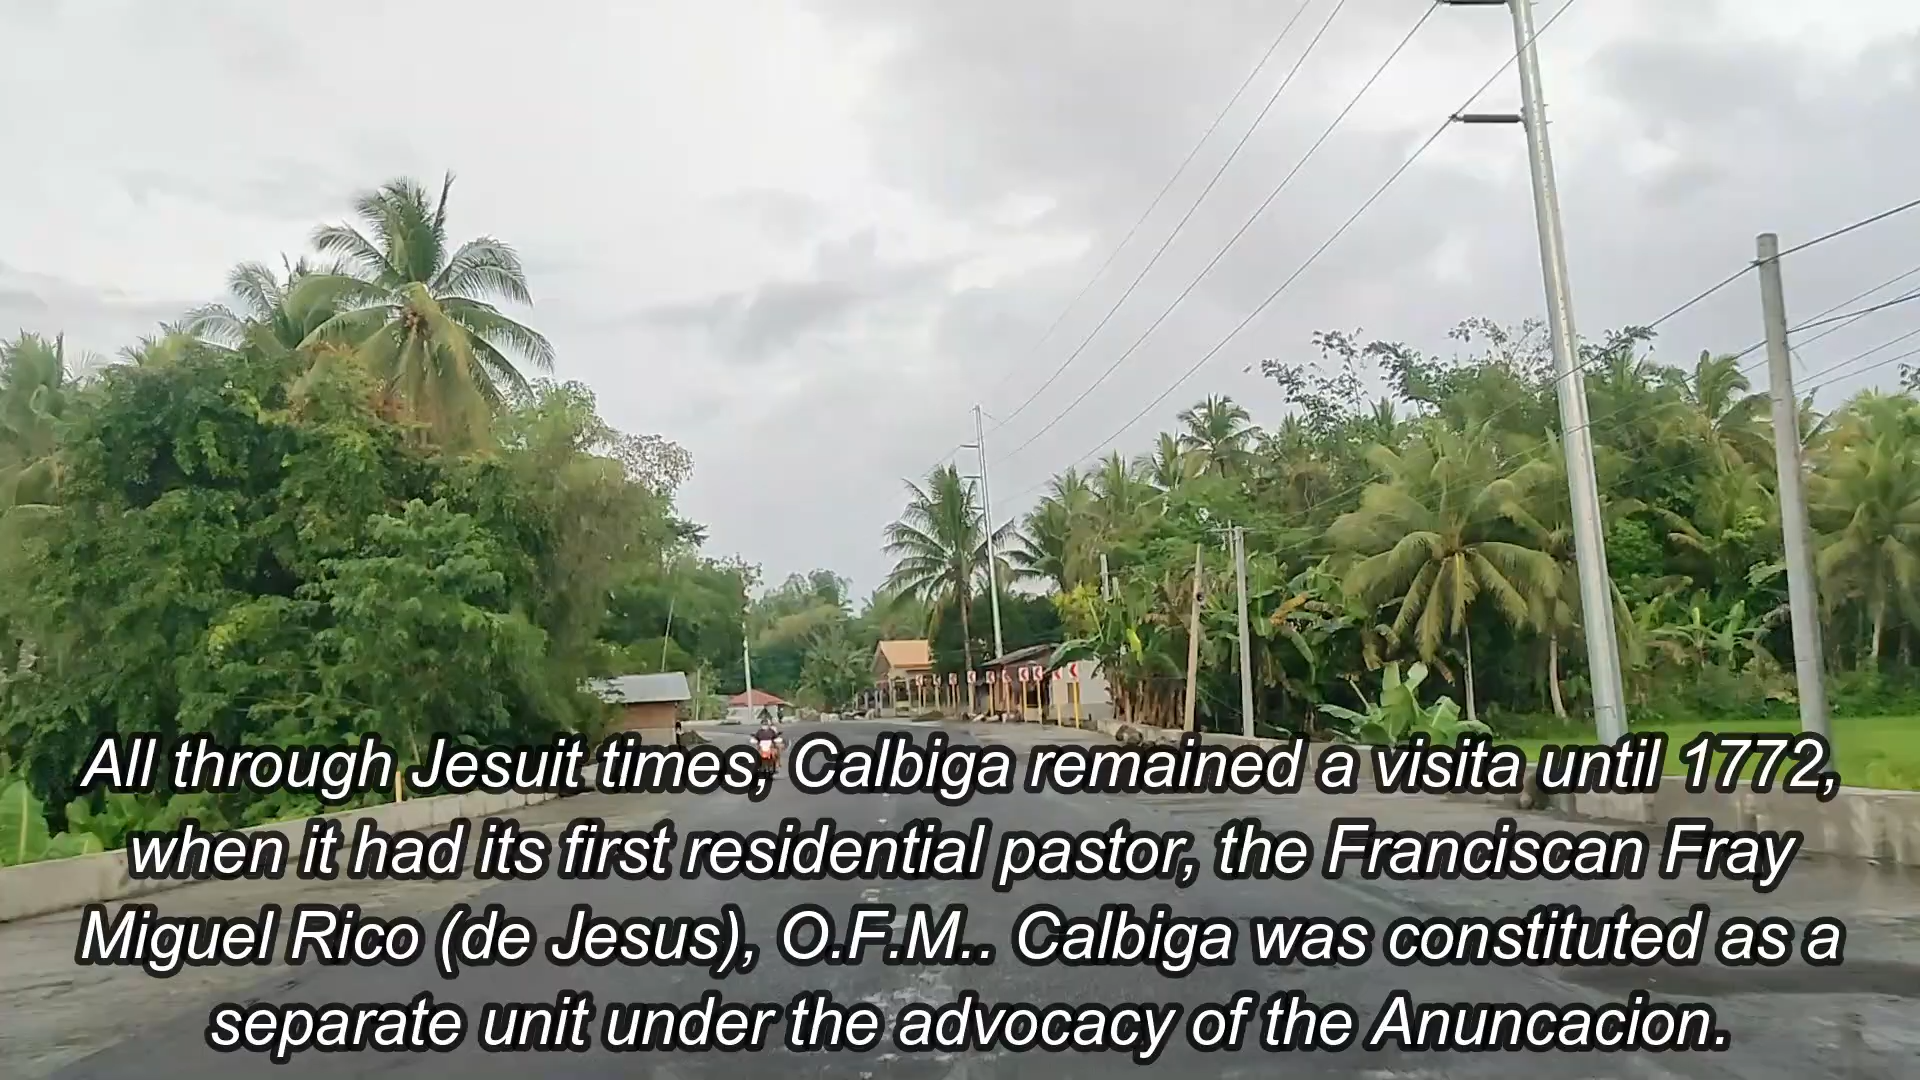 All through Jesuit times, Calbiga remained a visita until 1772,
when it had its first residential pastor, the Franciscan Fray
Miguel Rico (de Jesus), O.F.M.. Calbiga was constituted as a
separate unit under the advocacy of the Anuncacion.